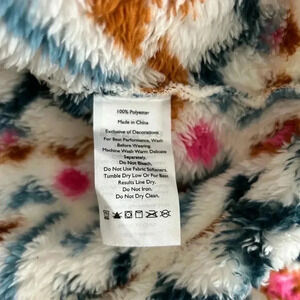 100% Polyester
Made in China
Exclusive of Decorations
For Best Performance, Wash
Before Wearing.
Machine Wash Warm Delicate
Separately.
Do Not Bleach.
Do Not Use Fabric Softeners.
Tumble Dry Low Or For Best
Results Line Dry.
Do Not Iron.
Do Not Dry Clean.